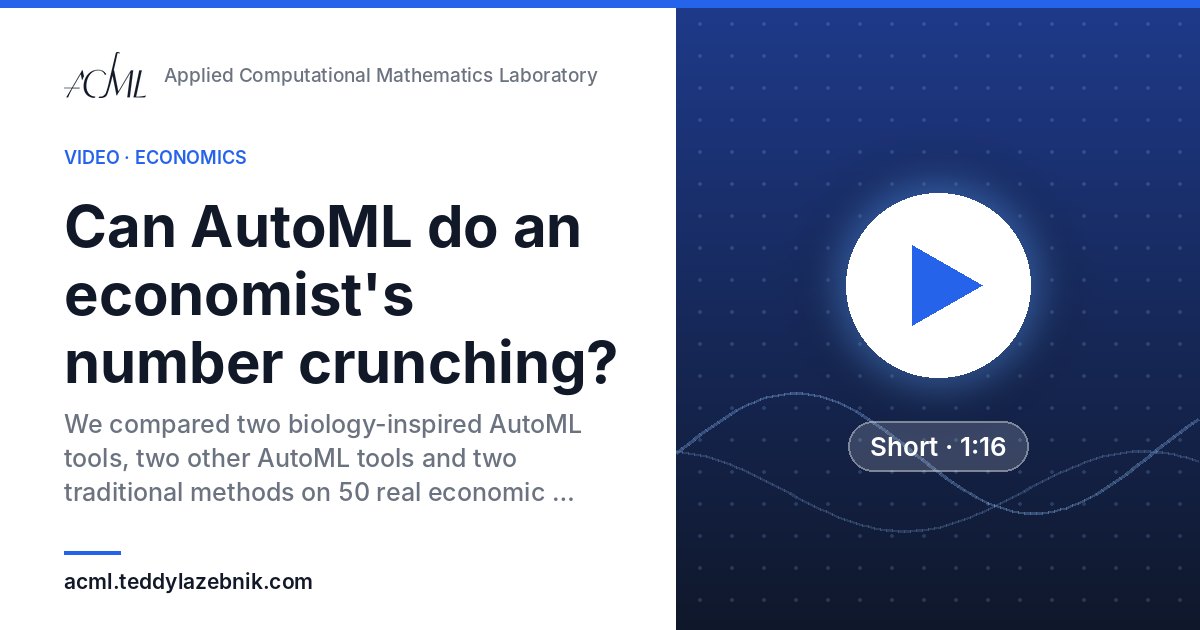 ACML
Applied Computational Mathematics Laboratory
VIDEO · ECONOMICS
Can AutoML do an
economist's
number crunching?
We compared two biology-inspired AutoML
tools, two other AutoML tools and two
traditional methods on 50 real economic ...
Short · 1:16
acml.teddylazebnik.com